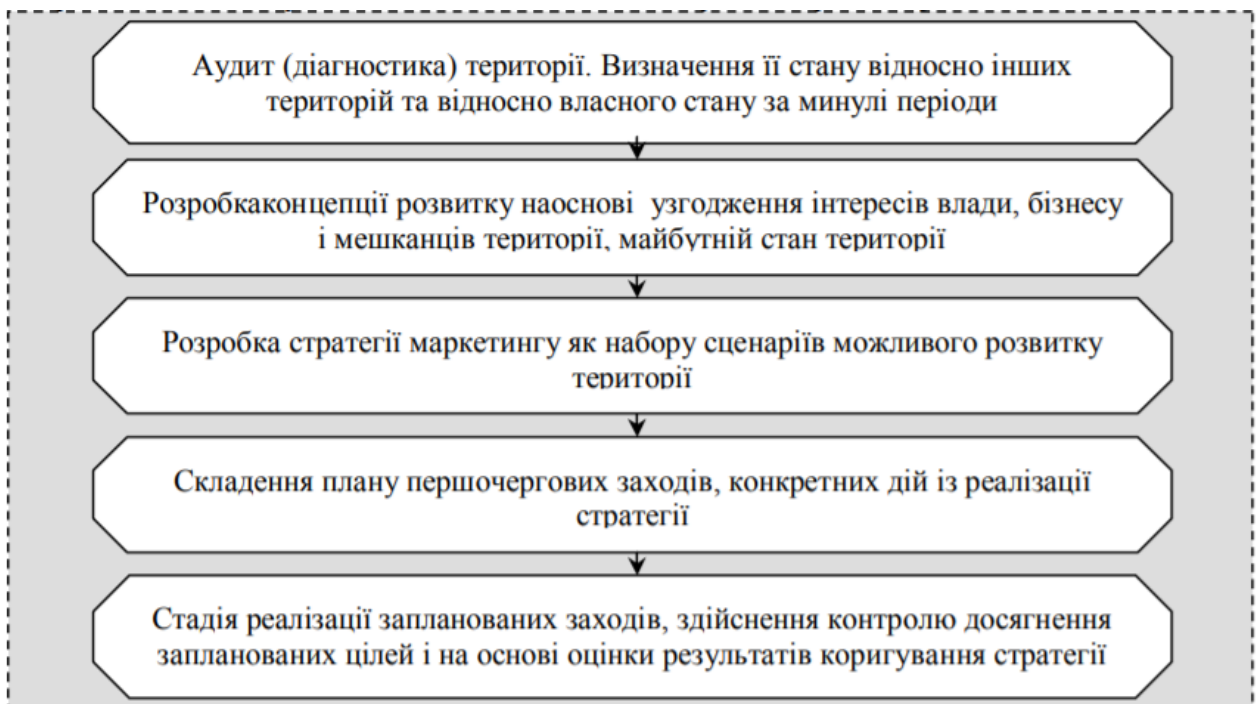 Аудит (діагностика) території. Визначення її стану відносно інших
територій та відносно власного стану за минулі періоди
Розробкаконцепції розвитку наоснові узгодження інтересів влади, бізнесу
і мешканців території, майбутній стан території
Розробка стратегії маркетингу як набору сценаріїв можливого розвитку
території
Складення плану першочергових заходів, конкретних дій із реалізації
стратегії
Стадія реалізації запланованих заходів, здійснення контролю досягнення
запланованих цілей і на основі оцінки результатів коригування стратегії